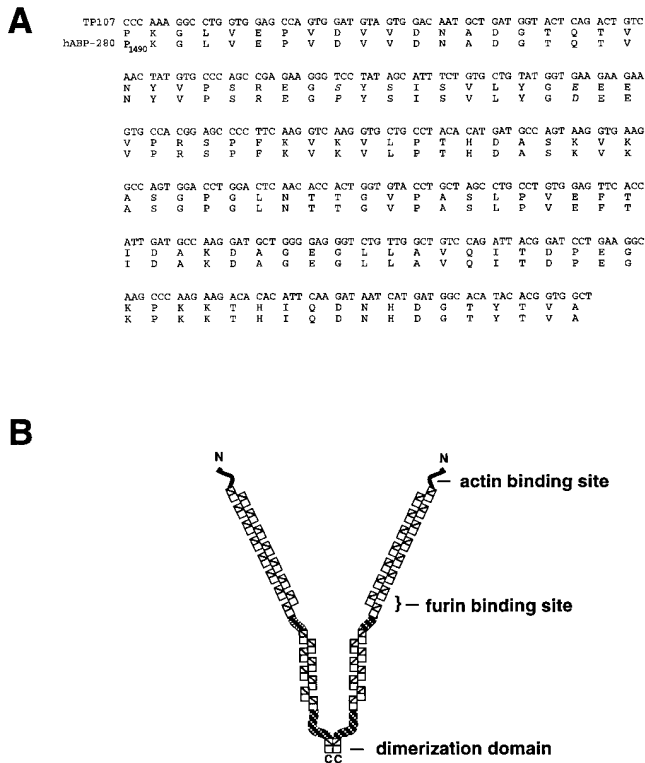 A
TP107 CCC AAA GGC CTG GTG GAG CCA GTG GAT GTA GTG GAC AAT GCT GAT GGT ACT CAG ACT GTC
P K G L V E P V D V V D N A D G T Q T V
hABP-280 P1490 K G L V E P V D V V D N A D G T Q T V
AAC TAT GTG CCC AGC CGA GAA GGG TCC TAT AGC ATT TCT GTG CTG TAT GGT GAA GAA GAA
N Y V P S R E G S Y S I S V L Y G E E E
N Y V P S R E G P Y S I S V L Y G D E E
GTG CCA CGG AGC CCC TTC AAG GTC AAG GTG CTG CCT ACA CAT GAT GCC AGT AAG GTG AAG
V P R S P F K V K V L P T H D A S K V K
V P R S P F K V K V L P T H D A S K V K
GCC AGT GGA CCT GGA CTC AAC ACC ACT GGT GTA CCT GCT AGC CTG CCT GTG GAG TTC ACC
A S G P G L N T T G V P A S L P V E F T
A S G P G L N T T G V P A S L P V E F T
ATT GAT GCC AAG GAT GCT GGG GAG GGT CTG TTG GCT GTC CAG ATT ACG GAT CCT GAA GGC
I D A K D A G E G L L A V Q I T D P E G
I D A K D A G E G L L A V Q I T D P E G
AAG CCC AAG AAG ACA CAC ATT CAA GAT AAT CAT GAT GGC ACA TAC ACG GTG GCT
K P K K T H I Q D N H D G T Y T V A
K P K K T H I Q D N H D G T Y T V A
B
N N
actin binding site
furin binding site
dimerization domain
CC